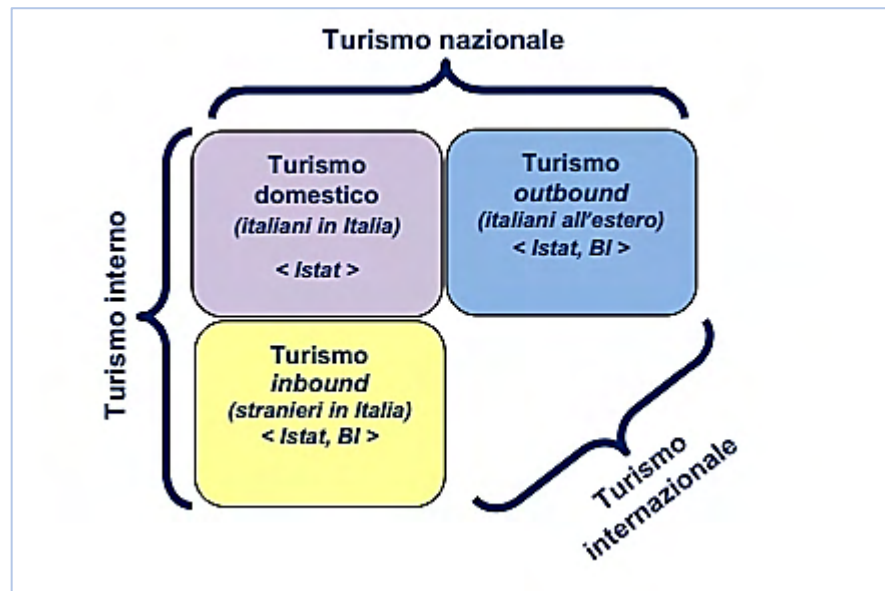 Turismo nazionale
Turismo interno
Turismo
domestico
(italiani in Italia)
< Istat >
Turismo
outbound
(italiani all'estero)
< Istat, BI >
Turismo
inbound
(stranieri in Italia)
< Istat, BI >
Turismo
internazionale